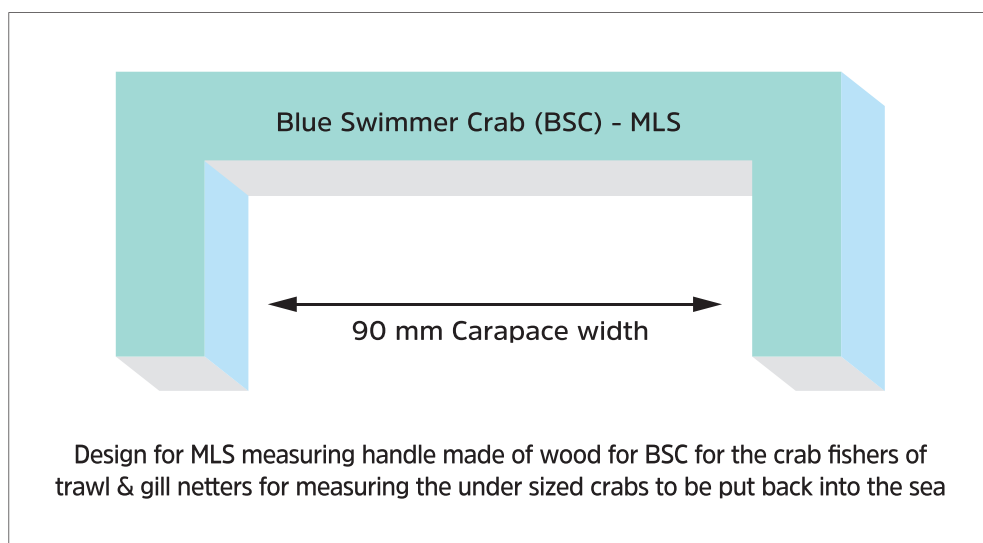 Blue Swimmer Crab (BSC) - MLS
90 mm Carapace width
Design for MLS measuring handle made of wood for BSC for the crab fishers of
trawl & gill netters for measuring the under sized crabs to be put back into the sea